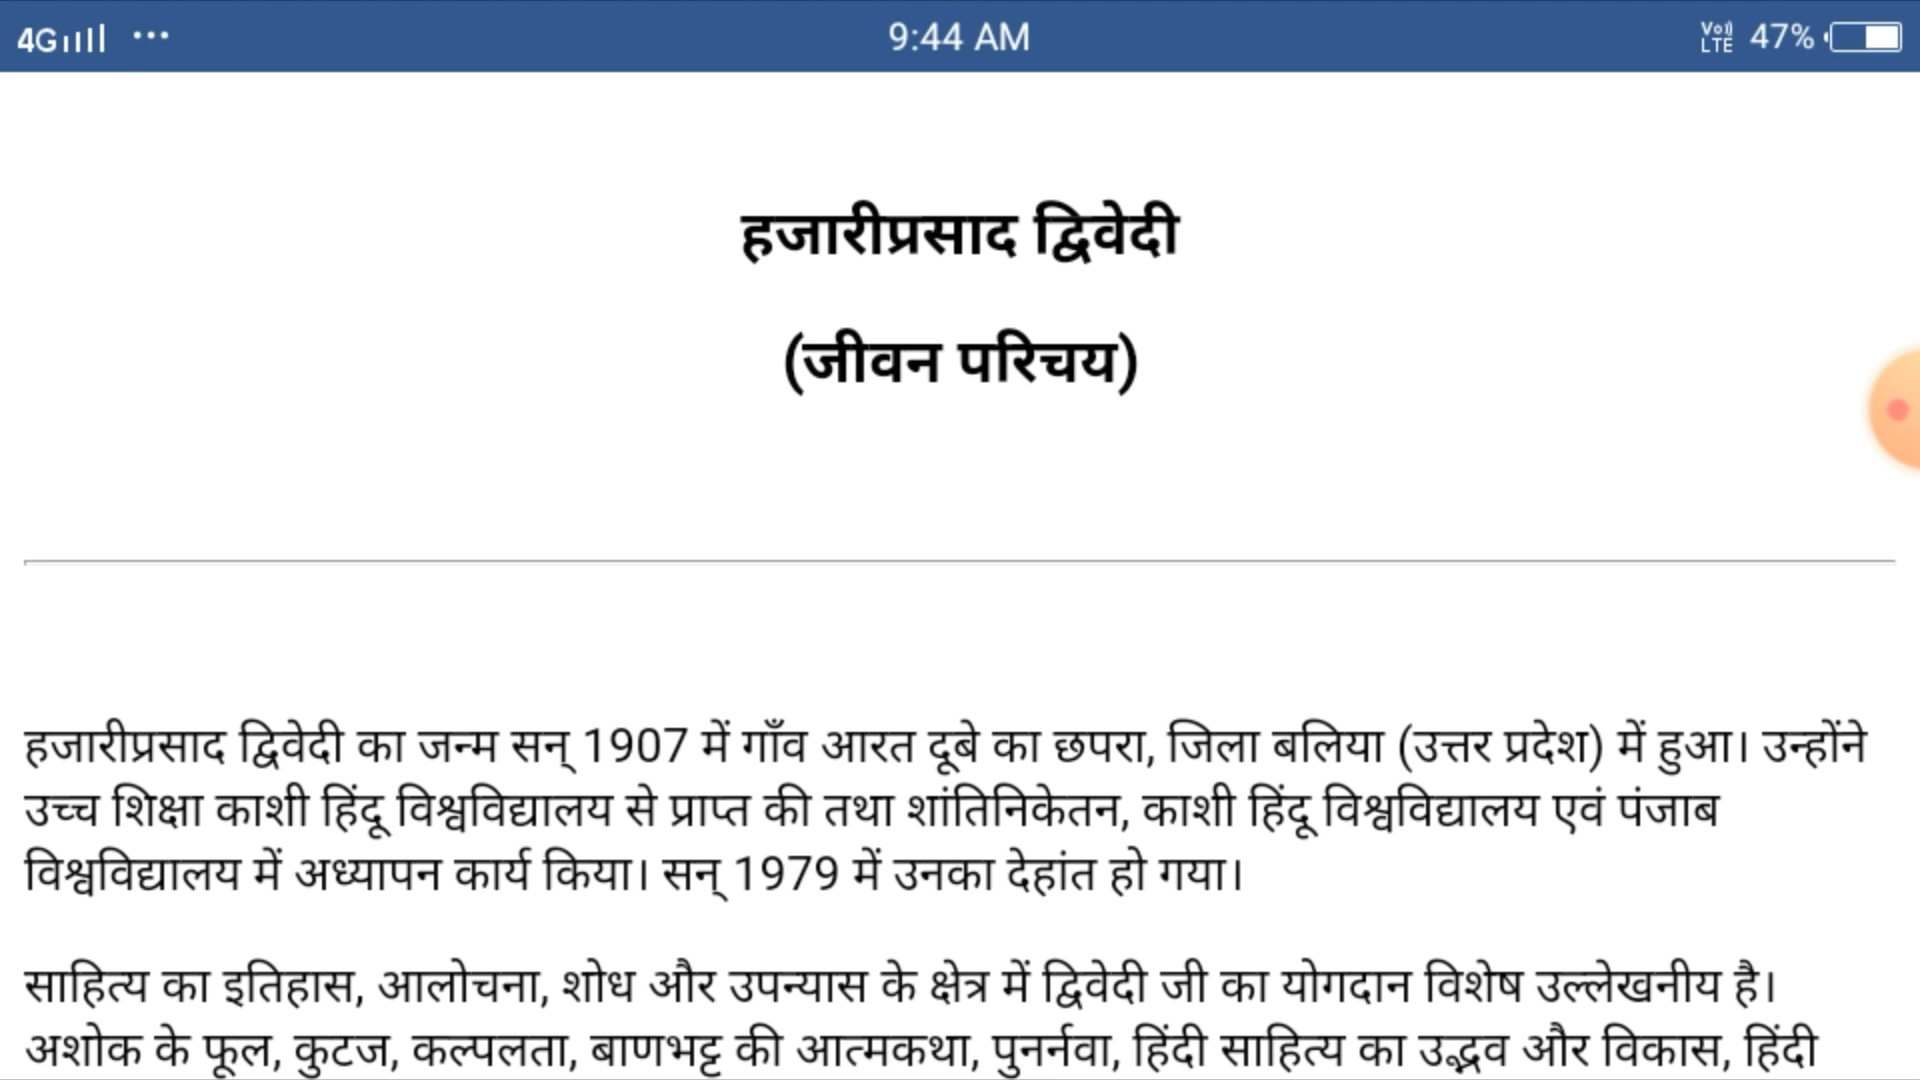 4G ... 9:44 AM VoLTE 47%
हजारीप्रसाद द्विवेदी
(जीवन परिचय)
हजारीप्रसाद द्विवेदी का जन्म सन् 1907 में गाँव आरत दूबे का छपरा, जिला बलिया (उत्तर प्रदेश) में हुआ। उन्होंने
उच्च शिक्षा काशी हिंदू विश्वविद्यालय से प्राप्त की तथा शांतिनिकेतन, काशी हिंदू विश्वविद्यालय एवं पंजाब
विश्वविद्यालय में अध्यापन कार्य किया। सन् 1979 में उनका देहांत हो गया।
साहित्य का इतिहास, आलोचना, शोध और उपन्यास के क्षेत्र में द्विवेदी जी का योगदान विशेष उल्लेखनीय है।
अशोक के फूल, कुटज, कल्पलता, बाणभट्ट की आत्मकथा, पुनर्नवा, हिंदी साहित्य का उद्भव और विकास, हिंदी